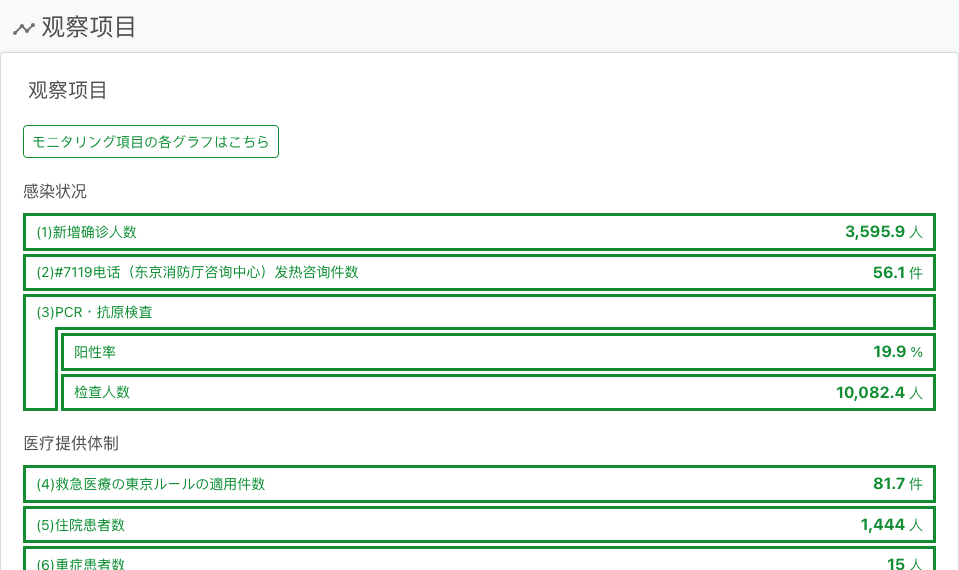 观察项目
观察项目
モニタリング項目の各グラフはこちら
感染状况
(1)新增确诊人数 3,595.9 人
(2)#7119电话（东京消防厅咨询中心）发热咨询件数 56.1 件
(3)PCR・抗原検査
阳性率 19.9 %
检查人数 10,082.4 人
医疗提供体制
(4)救急医療の東京ルールの適用件数 81.7 件
(5)住院患者数 1,444 人
(6)重症患者数 15 人